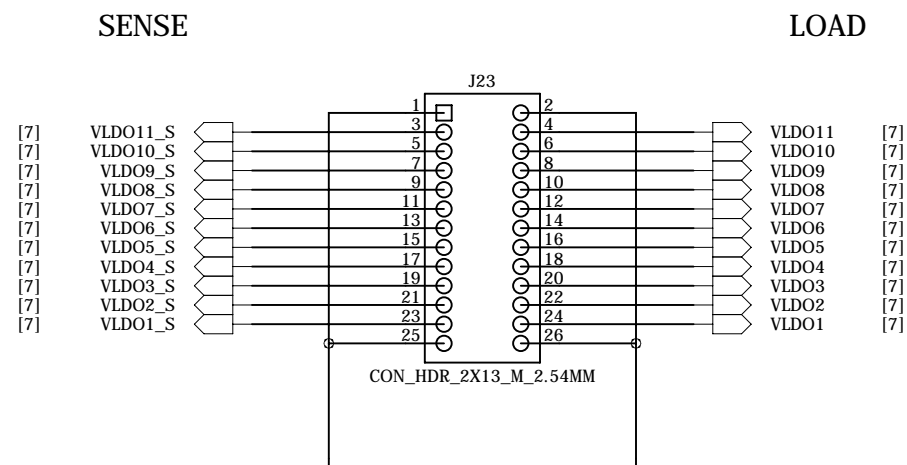 SENSE LOAD
J23
1 2
[7] VLDO11_S 3 4 VLDO11 [7]
[7] VLDO10_S 5 6 VLDO10 [7]
[7] VLDO9_S 7 8 VLDO9 [7]
[7] VLDO8_S 9 10 VLDO8 [7]
[7] VLDO7_S 11 12 VLDO7 [7]
[7] VLDO6_S 13 14 VLDO6 [7]
[7] VLDO5_S 15 16 VLDO5 [7]
[7] VLDO4_S 17 18 VLDO4 [7]
[7] VLDO3_S 19 20 VLDO3 [7]
[7] VLDO2_S 21 22 VLDO2 [7]
[7] VLDO1_S 23 24 VLDO1 [7]
25 26
CON_HDR_2X13_M_2.54MM